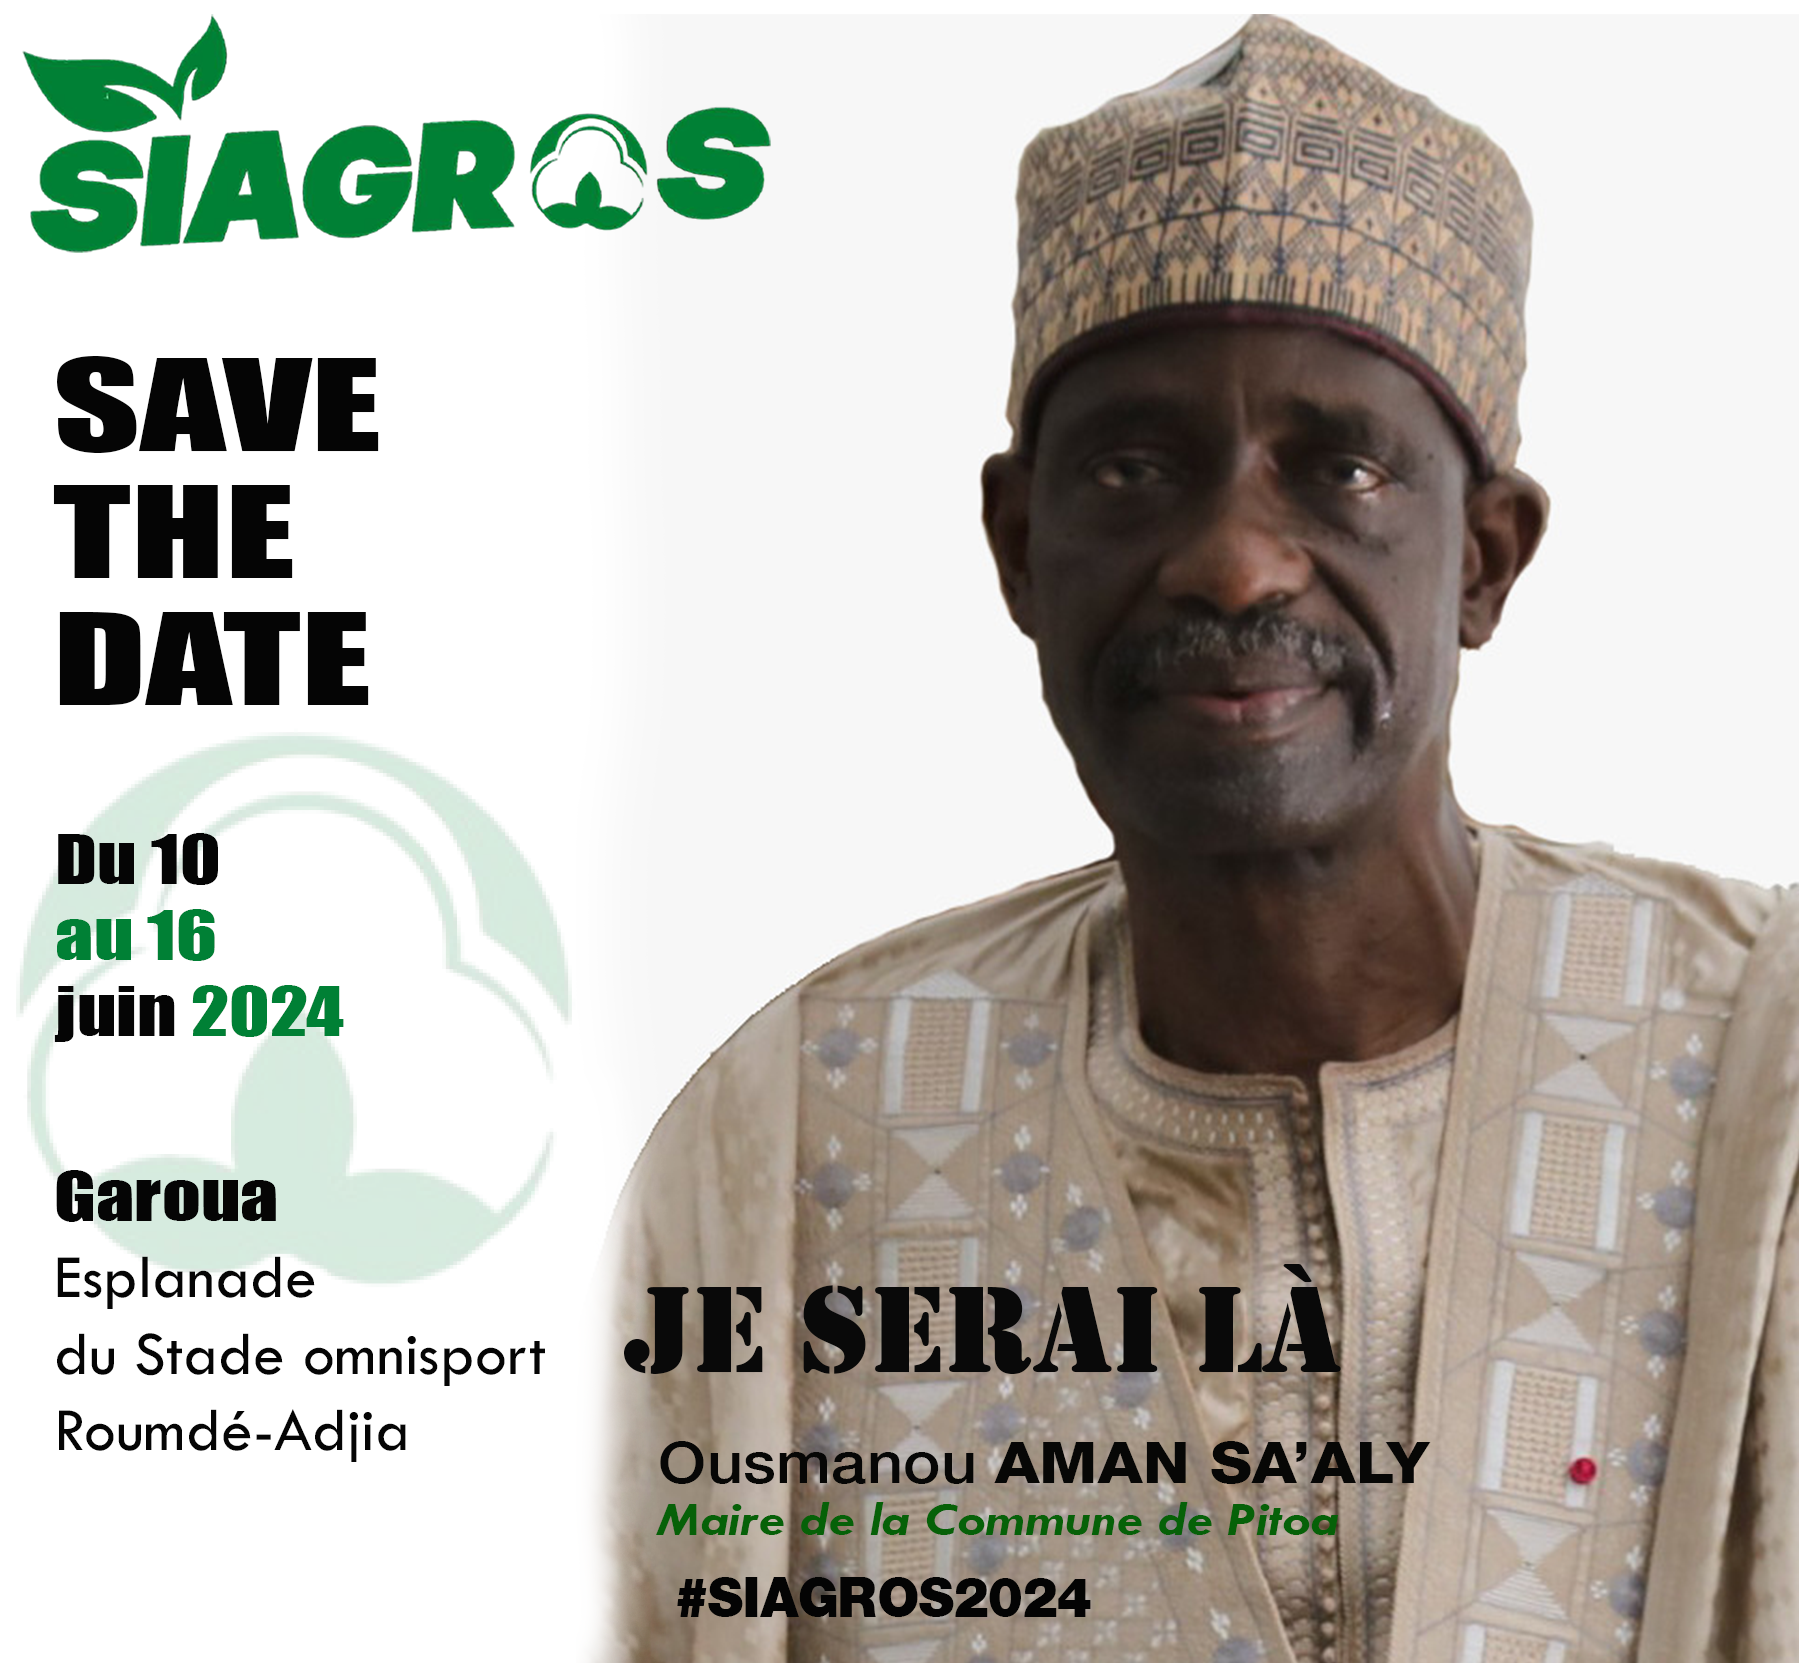 SIAGROS
SAVE
THE
DATE
Du 10
au 16
juin 2024
Garoua
Esplanade
du Stade omnisport
Roumdé-Adjia
JE SERAI LÀ
Ousmanou AMAN SA’ALY
Maire de la Commune de Pitoa
#SIAGROS2024